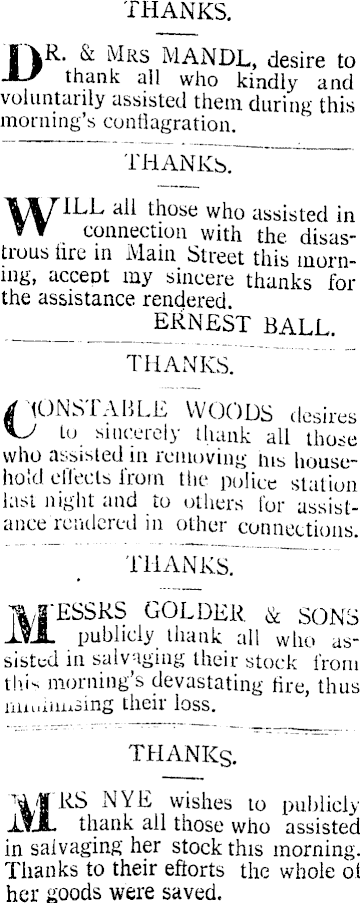 THANKS.
DR. & MRS MANDL, desire to
thank all who kindly and
voluntarily assisted them during this
morning's conflagration.
THANKS.
WILL all those who assisted in
connection with the disas-
trous fire in Main Street this morn-
ing, accept my sincere thanks for
the assistance rendered.
ERNEST BALL.
THANKS.
CONSTABLE WOODS desires
to sincerely thank all those
who assisted in removing his house-
hold effects from the police station
last night and to others for assist-
ance rendered in other connections.
THANKS.
MESSRS GOLDER & SONS
publicly thank all who as-
sisted in salvaging their stock from
this morning's devastating fire, thus
minimising their loss.
THANKS.
MRS NYE wishes to publicly
thank all those who assisted
in salvaging her stock this morning.
Thanks to their efforts the whole of
her goods were saved.